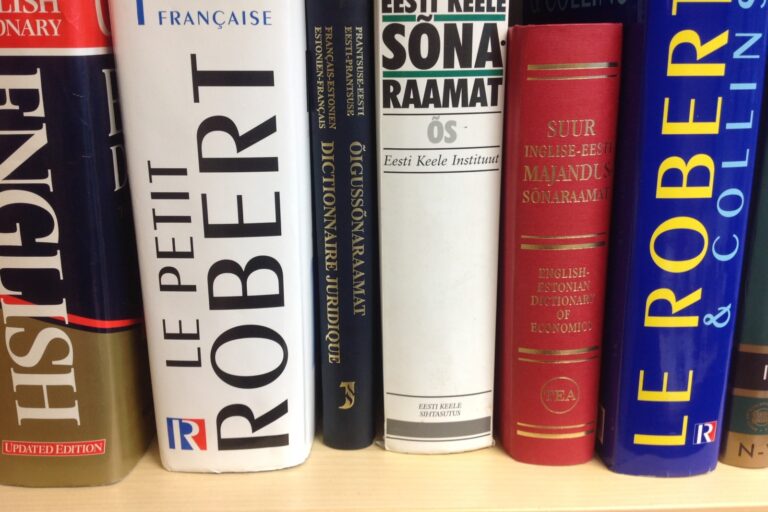 ENGLISH
UPDATED EDITION
FRANÇAISE
LE PETIT
ROBERT
R
PRANTSUSE-EESTI
EESTI-PRANTSUSE
ÕIGUSSÕNARAAMAT
FRANÇAIS-ESTONIEN
ESTONIEN-FRANÇAIS
DICTIONNAIRE JURIDIQUE
EESTI KEELE
SÕNA-
RAAMAT
ÕS
Eesti Keele Instituut
EESTI KEELE
SIHTASUTUS
SUUR
INGLISE-EESTI
MAJANDUS
SÕNARAAMAT
ENGLISH-
ESTONIAN
DICTIONARY
OF
ECONOMICS
TEA
LE ROBERT
& COLLINS
R